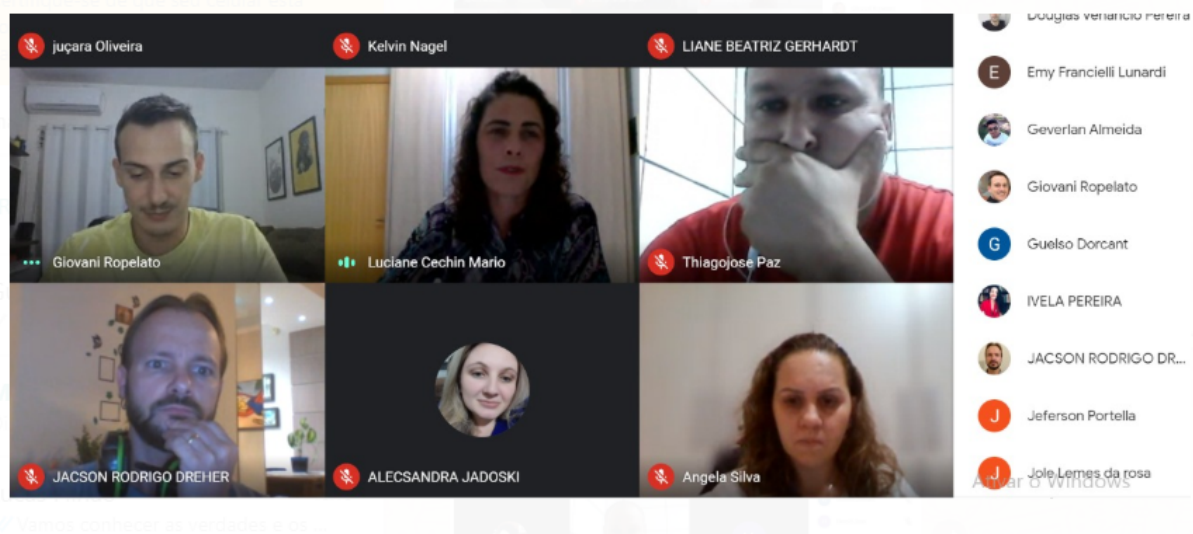 juçara Oliveira
Kelvin Nagel
LIANE BEATRIZ GERHARDT
Giovani Ropelato
Luciane Cechin Mario
Thiagojose Paz
JACSON RODRIGO DREHER
ALECSANDRA JADOSKI
Angela Silva
Douglas Venancio Pereira
E
Emy Francielli Lunardi
Geverlan Almeida
Giovani Ropelato
G
Guelso Dorcant
IVELA PEREIRA
JACSON RODRIGO DR...
J
Jeferson Portella
J
Jole Lemes da rosa
Ativar o Windows
Vamos conhecer as verdades e os ...